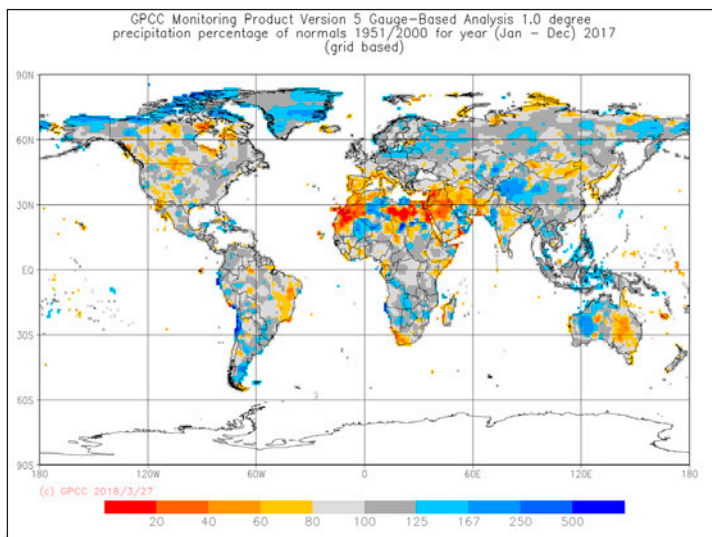 GPCC Monitoring Product Version 5 Gauge-Based Analysis 1.0 degree
precipitation percentage of normals 1951/2000 for year (Jan - Dec) 2017
(grid based)
90N
60N
30N
EQ
30S
60S
90S
180 120W 60W 0 60E 120E 180
(c) GPCC 2018/3/27
20 40 60 80 100 125 167 250 500